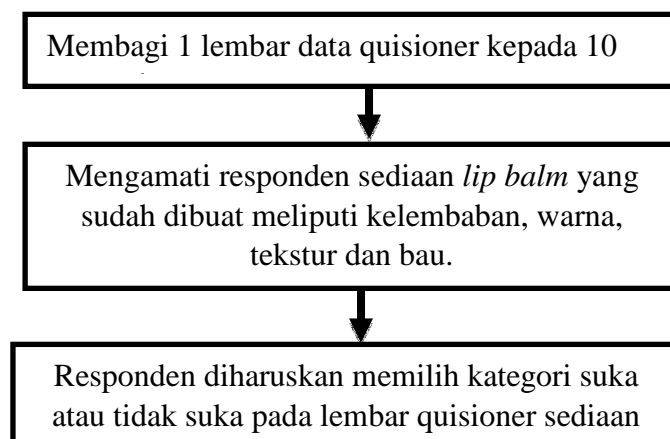 Membagi 1 lembar data quisioner kepada 10
Mengamati responden sediaan lip balm yang
sudah dibuat meliputi kelembaban, warna,
tekstur dan bau.
Responden diharuskan memilih kategori suka
atau tidak suka pada lembar quisioner sediaan